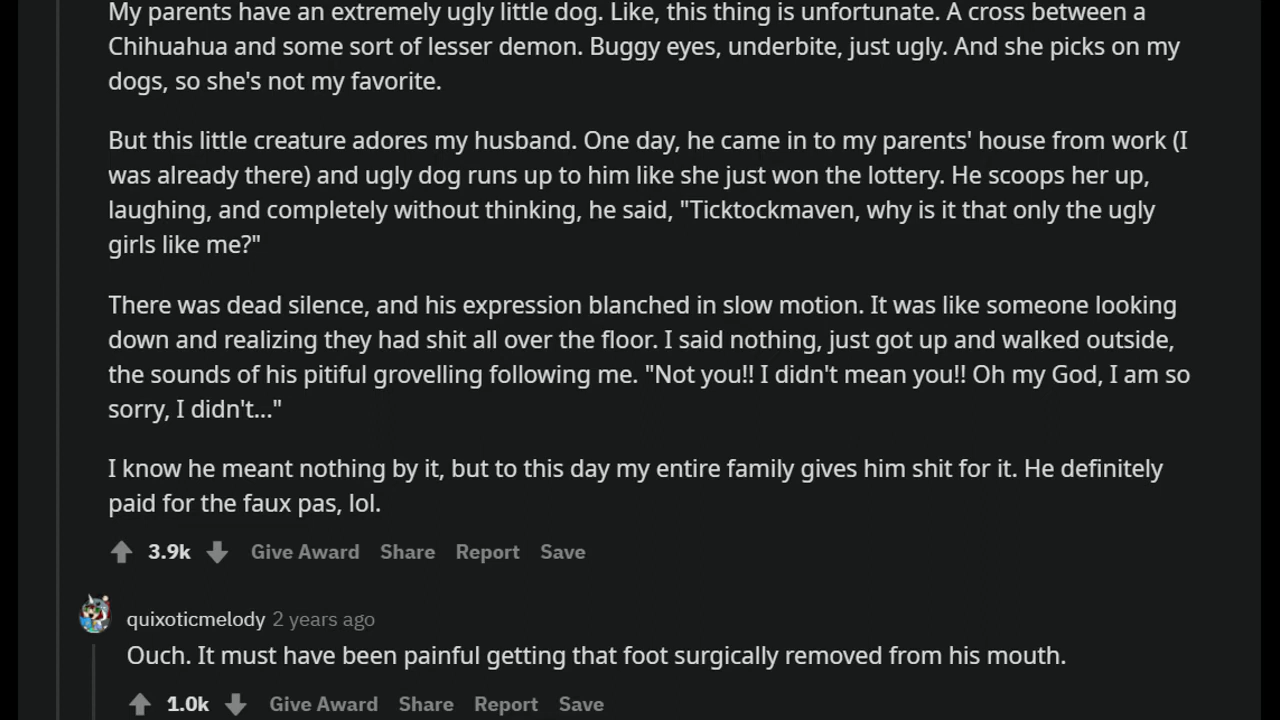 My parents have an extremely ugly little dog. Like, this thing is unfortunate. A cross between a
Chihuahua and some sort of lesser demon. Buggy eyes, underbite, just ugly. And she picks on my
dogs, so she's not my favorite.
But this little creature adores my husband. One day, he came in to my parents' house from work (I
was already there) and ugly dog runs up to him like she just won the lottery. He scoops her up,
laughing, and completely without thinking, he said, "Ticktockmaven, why is it that only the ugly
girls like me?"
There was dead silence, and his expression blanched in slow motion. It was like someone looking
down and realizing they had shit all over the floor. I said nothing, just got up and walked outside,
the sounds of his pitiful grovelling following me. "Not you!! I didn't mean you!! Oh my God, I am so
sorry, I didn't..."
I know he meant nothing by it, but to this day my entire family gives him shit for it. He definitely
paid for the faux pas, lol.
3.9k Give Award Share Report Save
quixoticmelody 2 years ago
Ouch. It must have been painful getting that foot surgically removed from his mouth.
1.0k Give Award Share Report Save